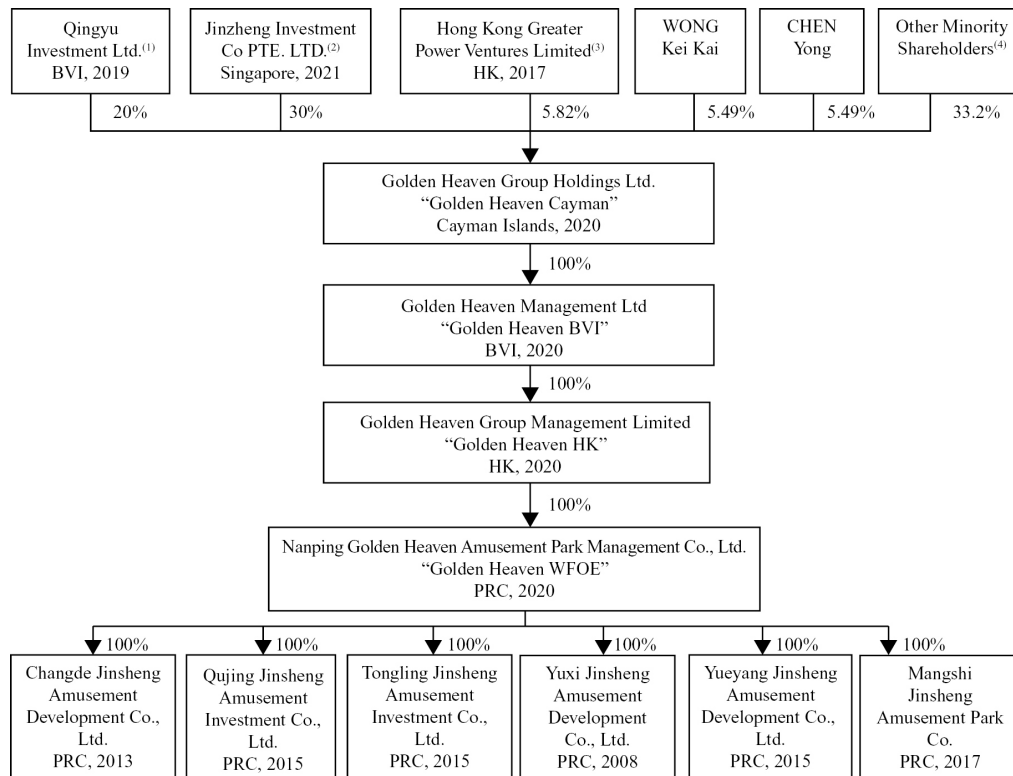 Qingyu
Investment Ltd.(1)
BVI, 2019
Jinzheng Investment
Co PTE. LTD.(2)
Singapore, 2021
Hong Kong Greater
Power Ventures Limited(3)
HK, 2017
WONG
Kei Kai
CHEN
Yong
Other Minority
Shareholders(4)
20%
30%
5.82%
5.49%
5.49%
33.2%
Golden Heaven Group Holdings Ltd.
“Golden Heaven Cayman”
Cayman Islands, 2020
100%
Golden Heaven Management Ltd
“Golden Heaven BVI”
BVI, 2020
100%
Golden Heaven Group Management Limited
“Golden Heaven HK”
HK, 2020
100%
Nanping Golden Heaven Amusement Park Management Co., Ltd.
“Golden Heaven WFOE”
PRC, 2020
100%
100%
100%
100%
100%
100%
Changde Jinsheng
Amusement
Development Co.,
Ltd.
PRC, 2013
Qujing Jinsheng
Amusement
Investment Co.,
Ltd.
PRC, 2015
Tongling Jinsheng
Amusement
Investment Co.,
Ltd.
PRC, 2015
Yuxi Jinsheng
Amusement
Development
Co., Ltd.
PRC, 2008
Yueyang Jinsheng
Amusement
Development Co.,
Ltd.
PRC, 2015
Mangshi
Jinsheng
Amusement Park
Co.
PRC, 2017